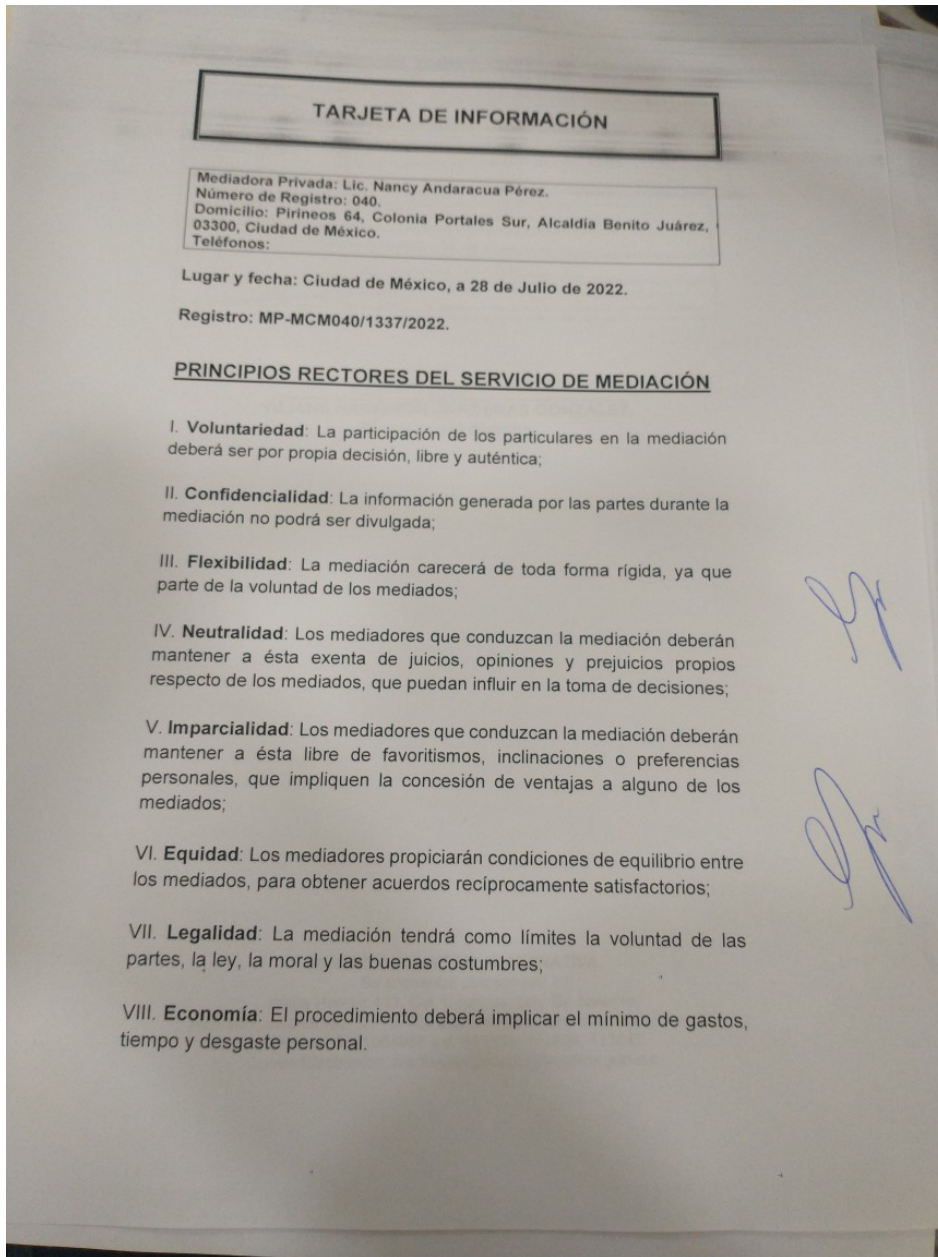 TARJETA DE INFORMACIÓN
Mediadora Privada: Lic. Nancy Andaracua Pérez.
Número de Registro: 040.
Domicilio: Pirineos 64, Colonia Portales Sur, Alcaldía Benito Juárez,
03300, Ciudad de México.
Teléfonos:
Lugar y fecha: Ciudad de México, a 28 de Julio de 2022.
Registro: MP-MCM040/1337/2022.
PRINCIPIOS RECTORES DEL SERVICIO DE MEDIACIÓN
I. Voluntariedad: La participación de los particulares en la mediación
deberá ser por propia decisión, libre y auténtica;
II. Confidencialidad: La información generada por las partes durante la
mediación no podrá ser divulgada;
III. Flexibilidad: La mediación carecerá de toda forma rígida, ya que
parte de la voluntad de los mediados;
IV. Neutralidad: Los mediadores que conduzcan la mediación deberán
mantener a ésta exenta de juicios, opiniones y prejuicios propios
respecto de los mediados, que puedan influir en la toma de decisiones;
V. Imparcialidad: Los mediadores que conduzcan la mediación deberán
mantener a ésta libre de favoritismos, inclinaciones o preferencias
personales, que impliquen la concesión de ventajas a alguno de los
mediados;
VI. Equidad: Los mediadores propiciarán condiciones de equilibrio entre
los mediados, para obtener acuerdos recíprocamente satisfactorios;
VII. Legalidad: La mediación tendrá como límites la voluntad de las
partes, la ley, la moral y las buenas costumbres;
VIII. Economía: El procedimiento deberá implicar el mínimo de gastos,
tiempo y desgaste personal.